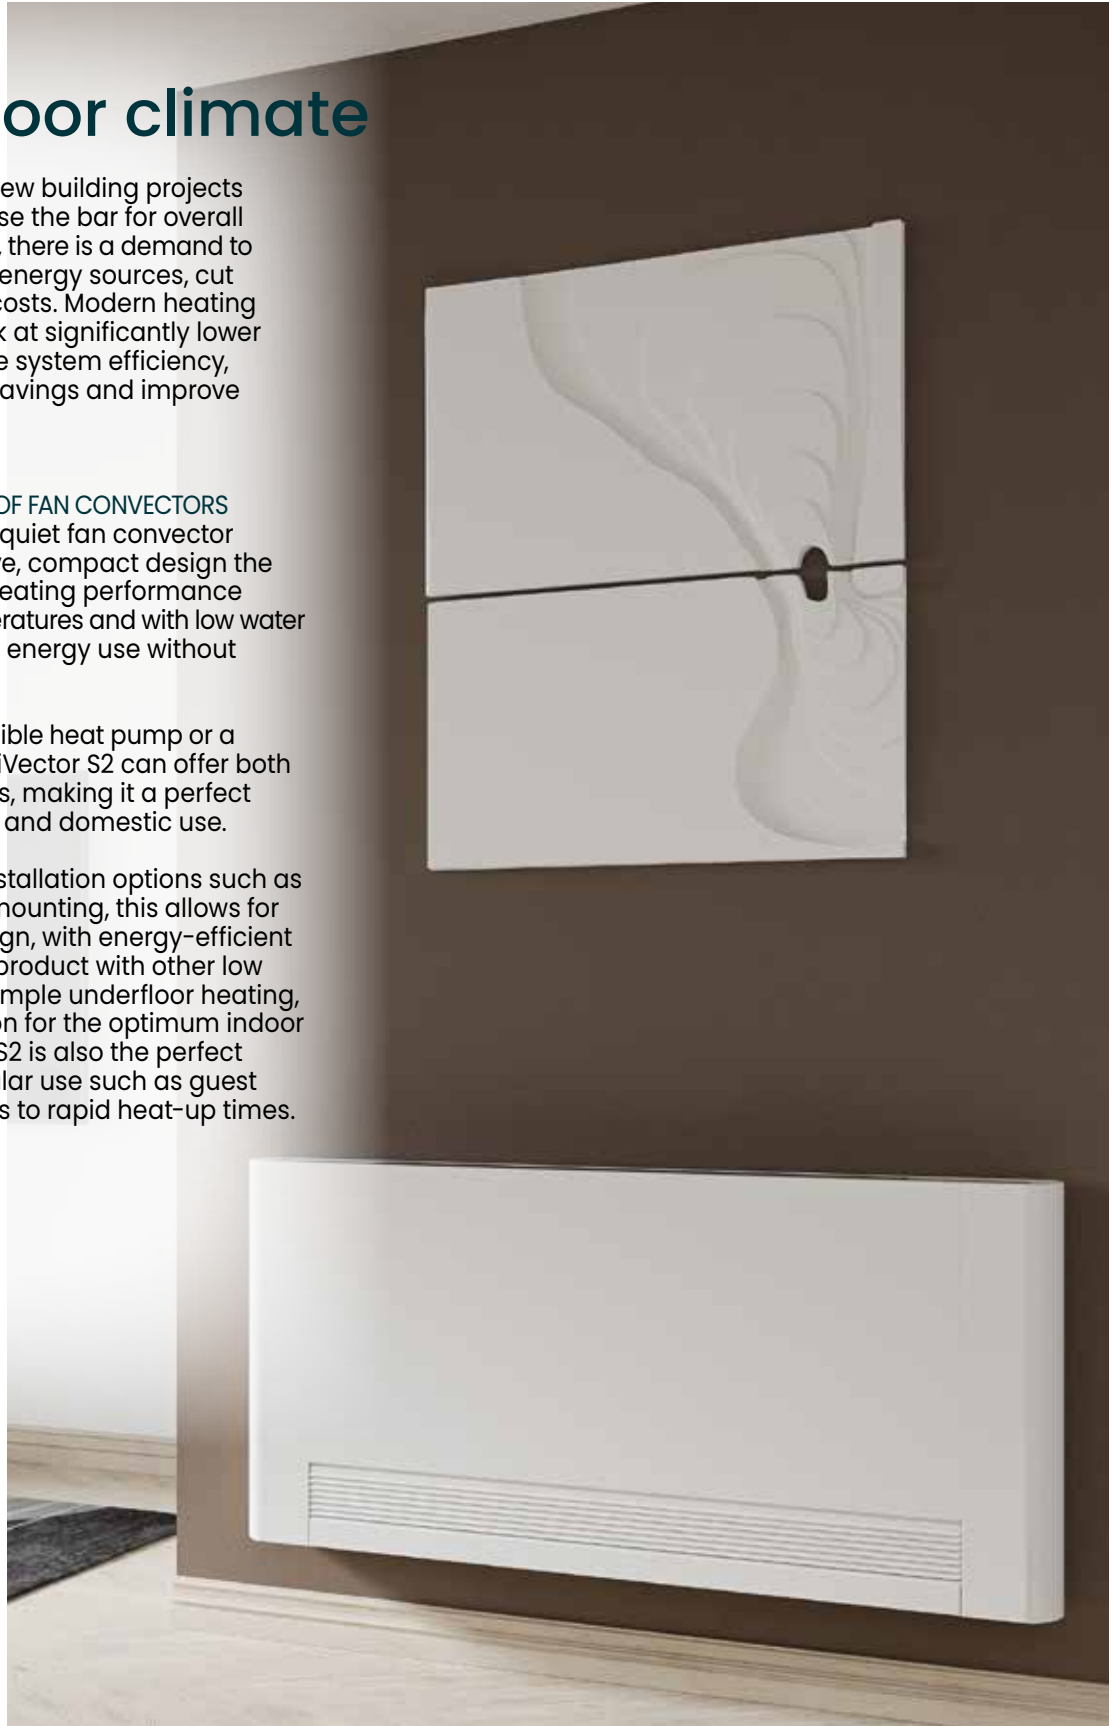 oor climate
ew building projects
se the bar for overall
, there is a demand to
energy sources, cut
costs. Modern heating
k at significantly lower
e system efficiency,
avings and improve
OF FAN CONVECTORS
quiet fan convector
ve, compact design the
eating performance
eratures and with low water
energy use without
ible heat pump or a
iVector S2 can offer both
s, making it a perfect
and domestic use.
stallation options such as
mounting, this allows for
gn, with energy-efficient
product with other low
mple underfloor heating,
on for the optimum indoor
S2 is also the perfect
lar use such as guest
s to rapid heat-up times.